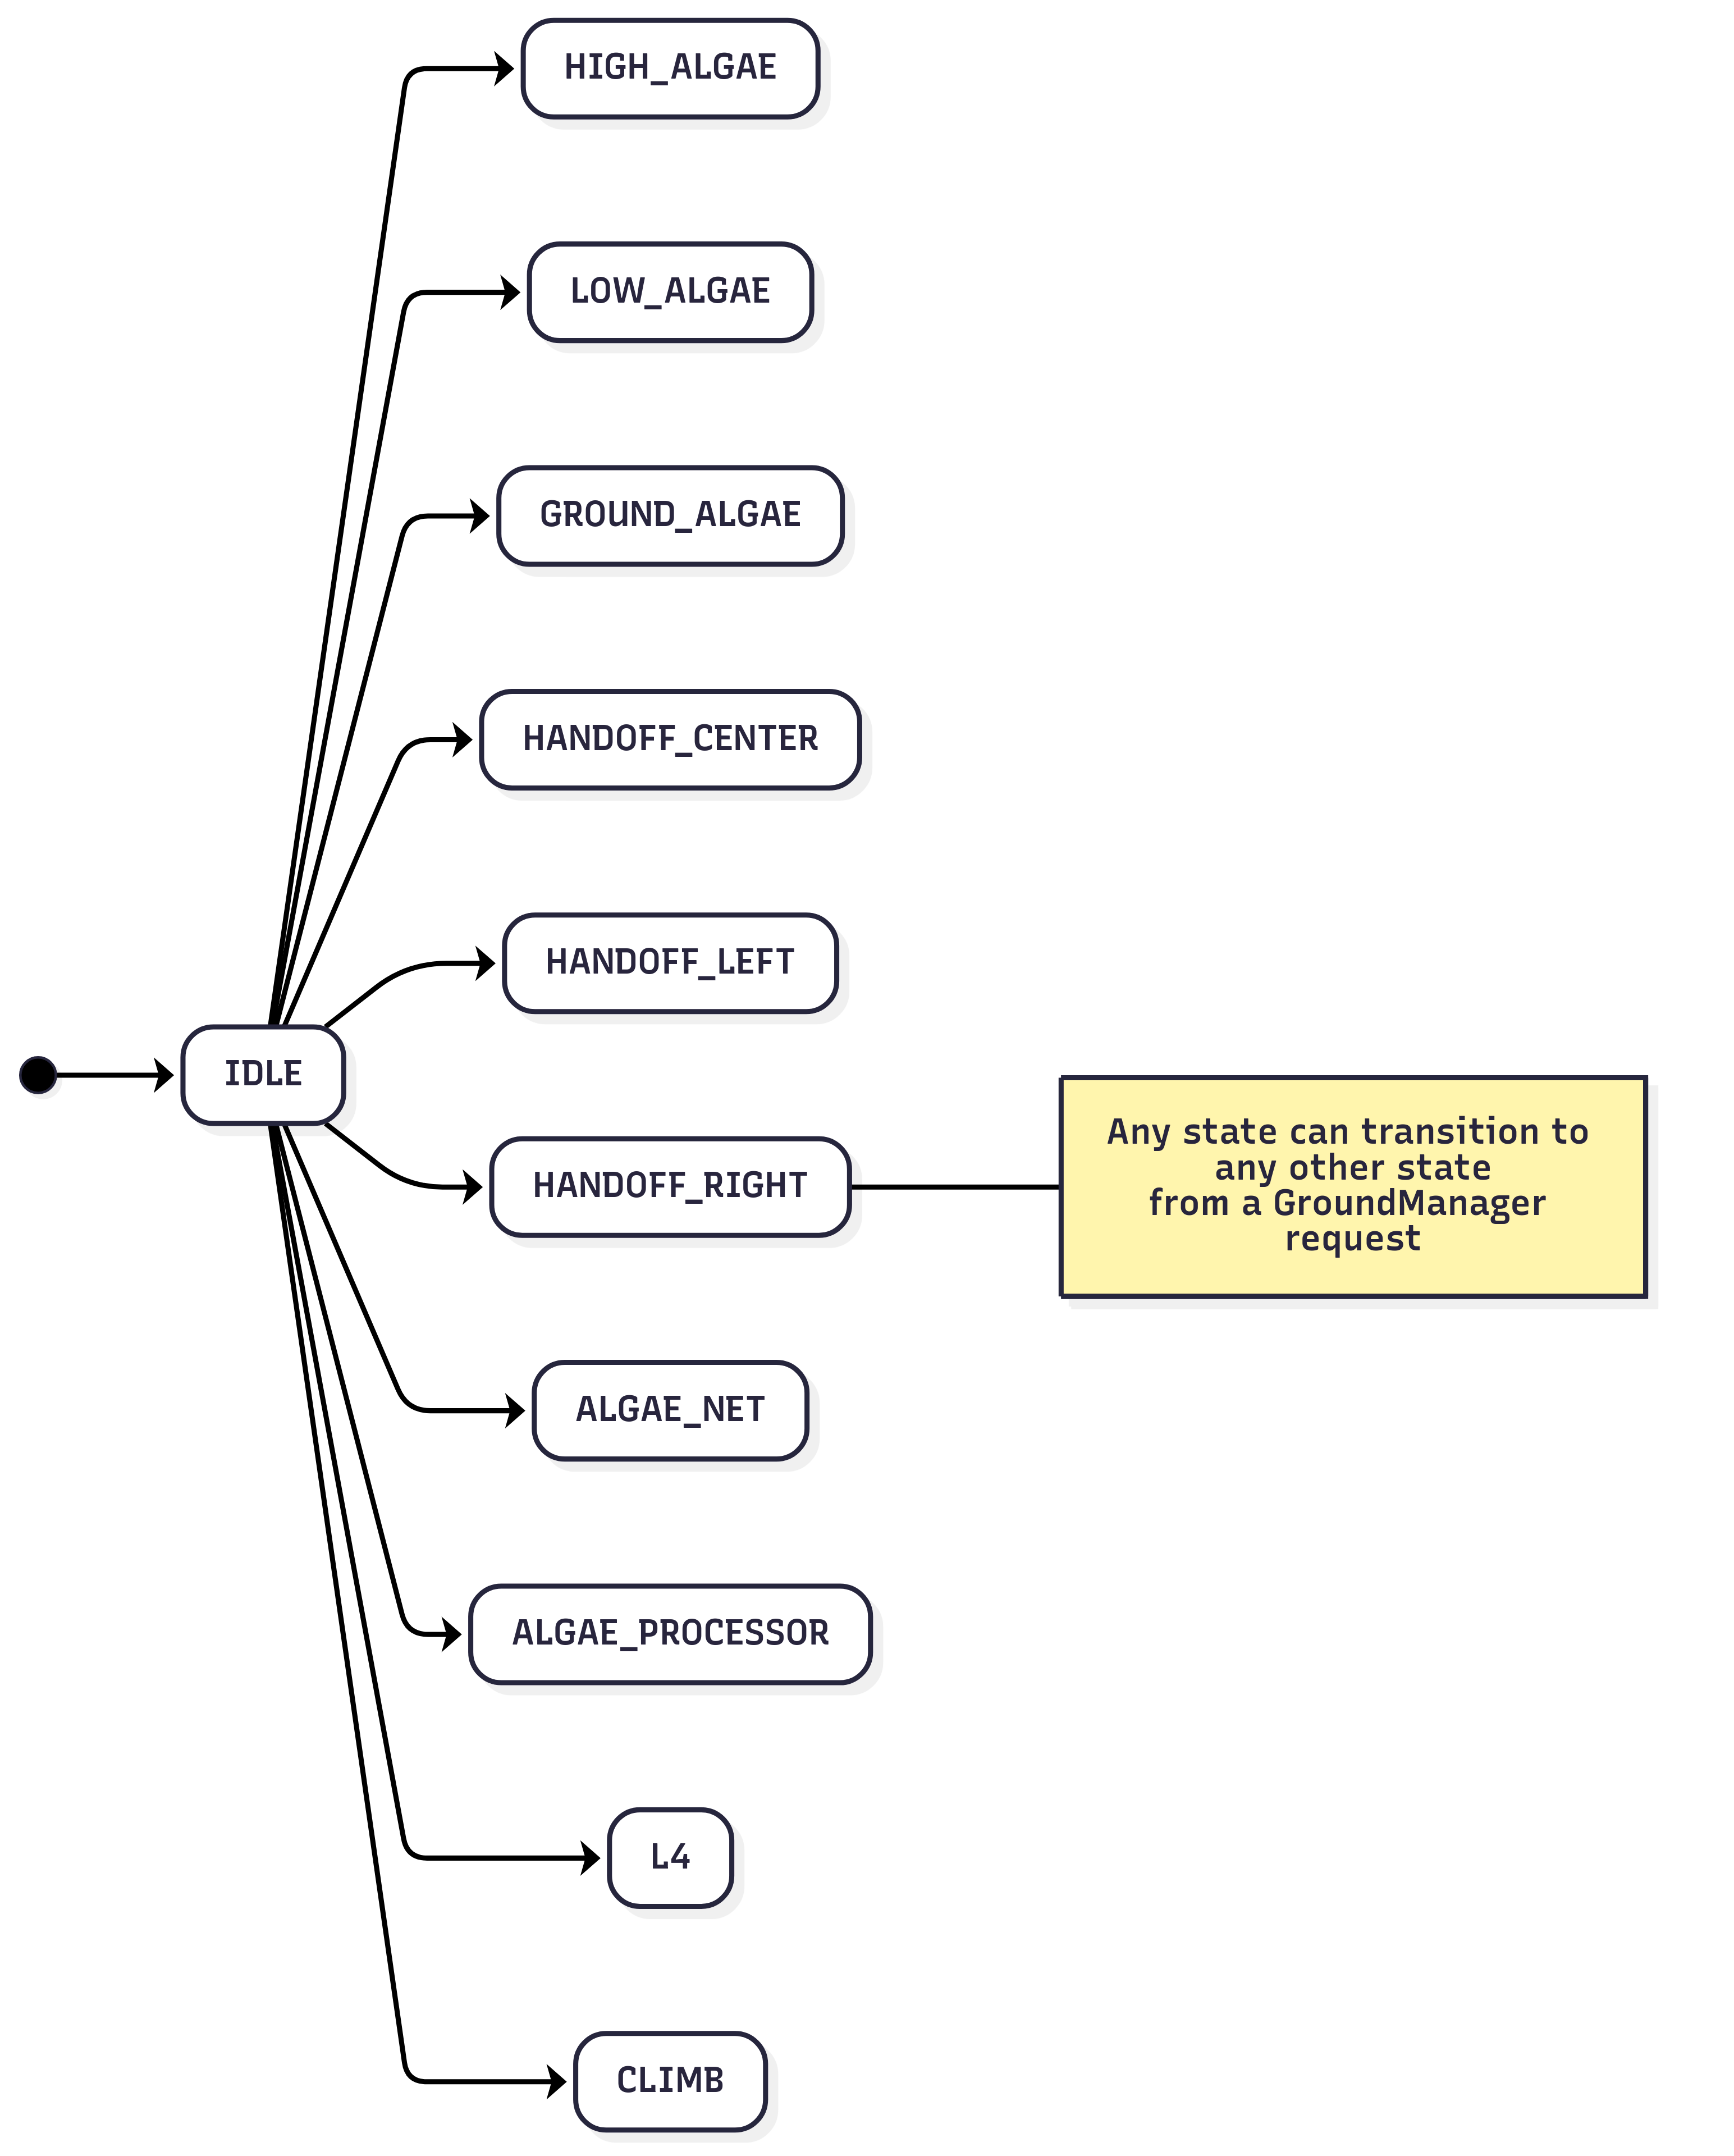 HIGH_ALGAE
LOW_ALGAE
GROUND_ALGAE
HANDOFF_CENTER
HANDOFF_LEFT
IDLE
HANDOFF_RIGHT
Any state can transition to
any other state
from a GroundManager
request
ALGAE_NET
ALGAE_PROCESSOR
L4
CLIMB